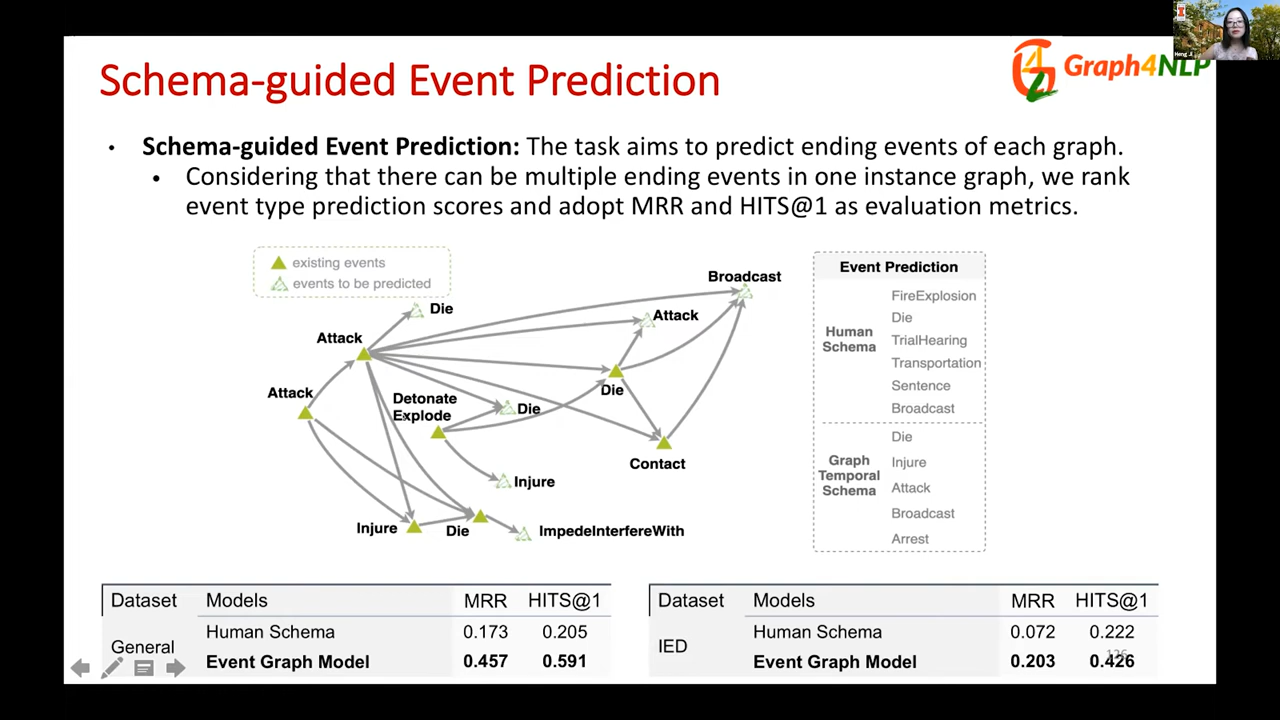 Schema-guided Event Prediction
Graph4NLP
Heng Ji
• Schema-guided Event Prediction: The task aims to predict ending events of each graph.
• Considering that there can be multiple ending events in one instance graph, we rank
event type prediction scores and adopt MRR and HITS@1 as evaluation metrics.
existing events
events to be predicted
Die
Broadcast
Attack
Attack
Attack
Detonate
Explode
Die
Die
Contact
Injure
Injure
Die
ImpedeInterfereWith
Event Prediction
Human
Schema
FireExplosion
Die
TrialHearing
Transportation
Sentence
Broadcast
Graph
Temporal
Schema
Die
Injure
Attack
Broadcast
Arrest
Dataset Models MRR HITS@1
General
Human Schema 0.173 0.205
Event Graph Model 0.457 0.591
Dataset Models MRR HITS@1
IED
Human Schema 0.072 0.222
Event Graph Model 0.203 0.426
126